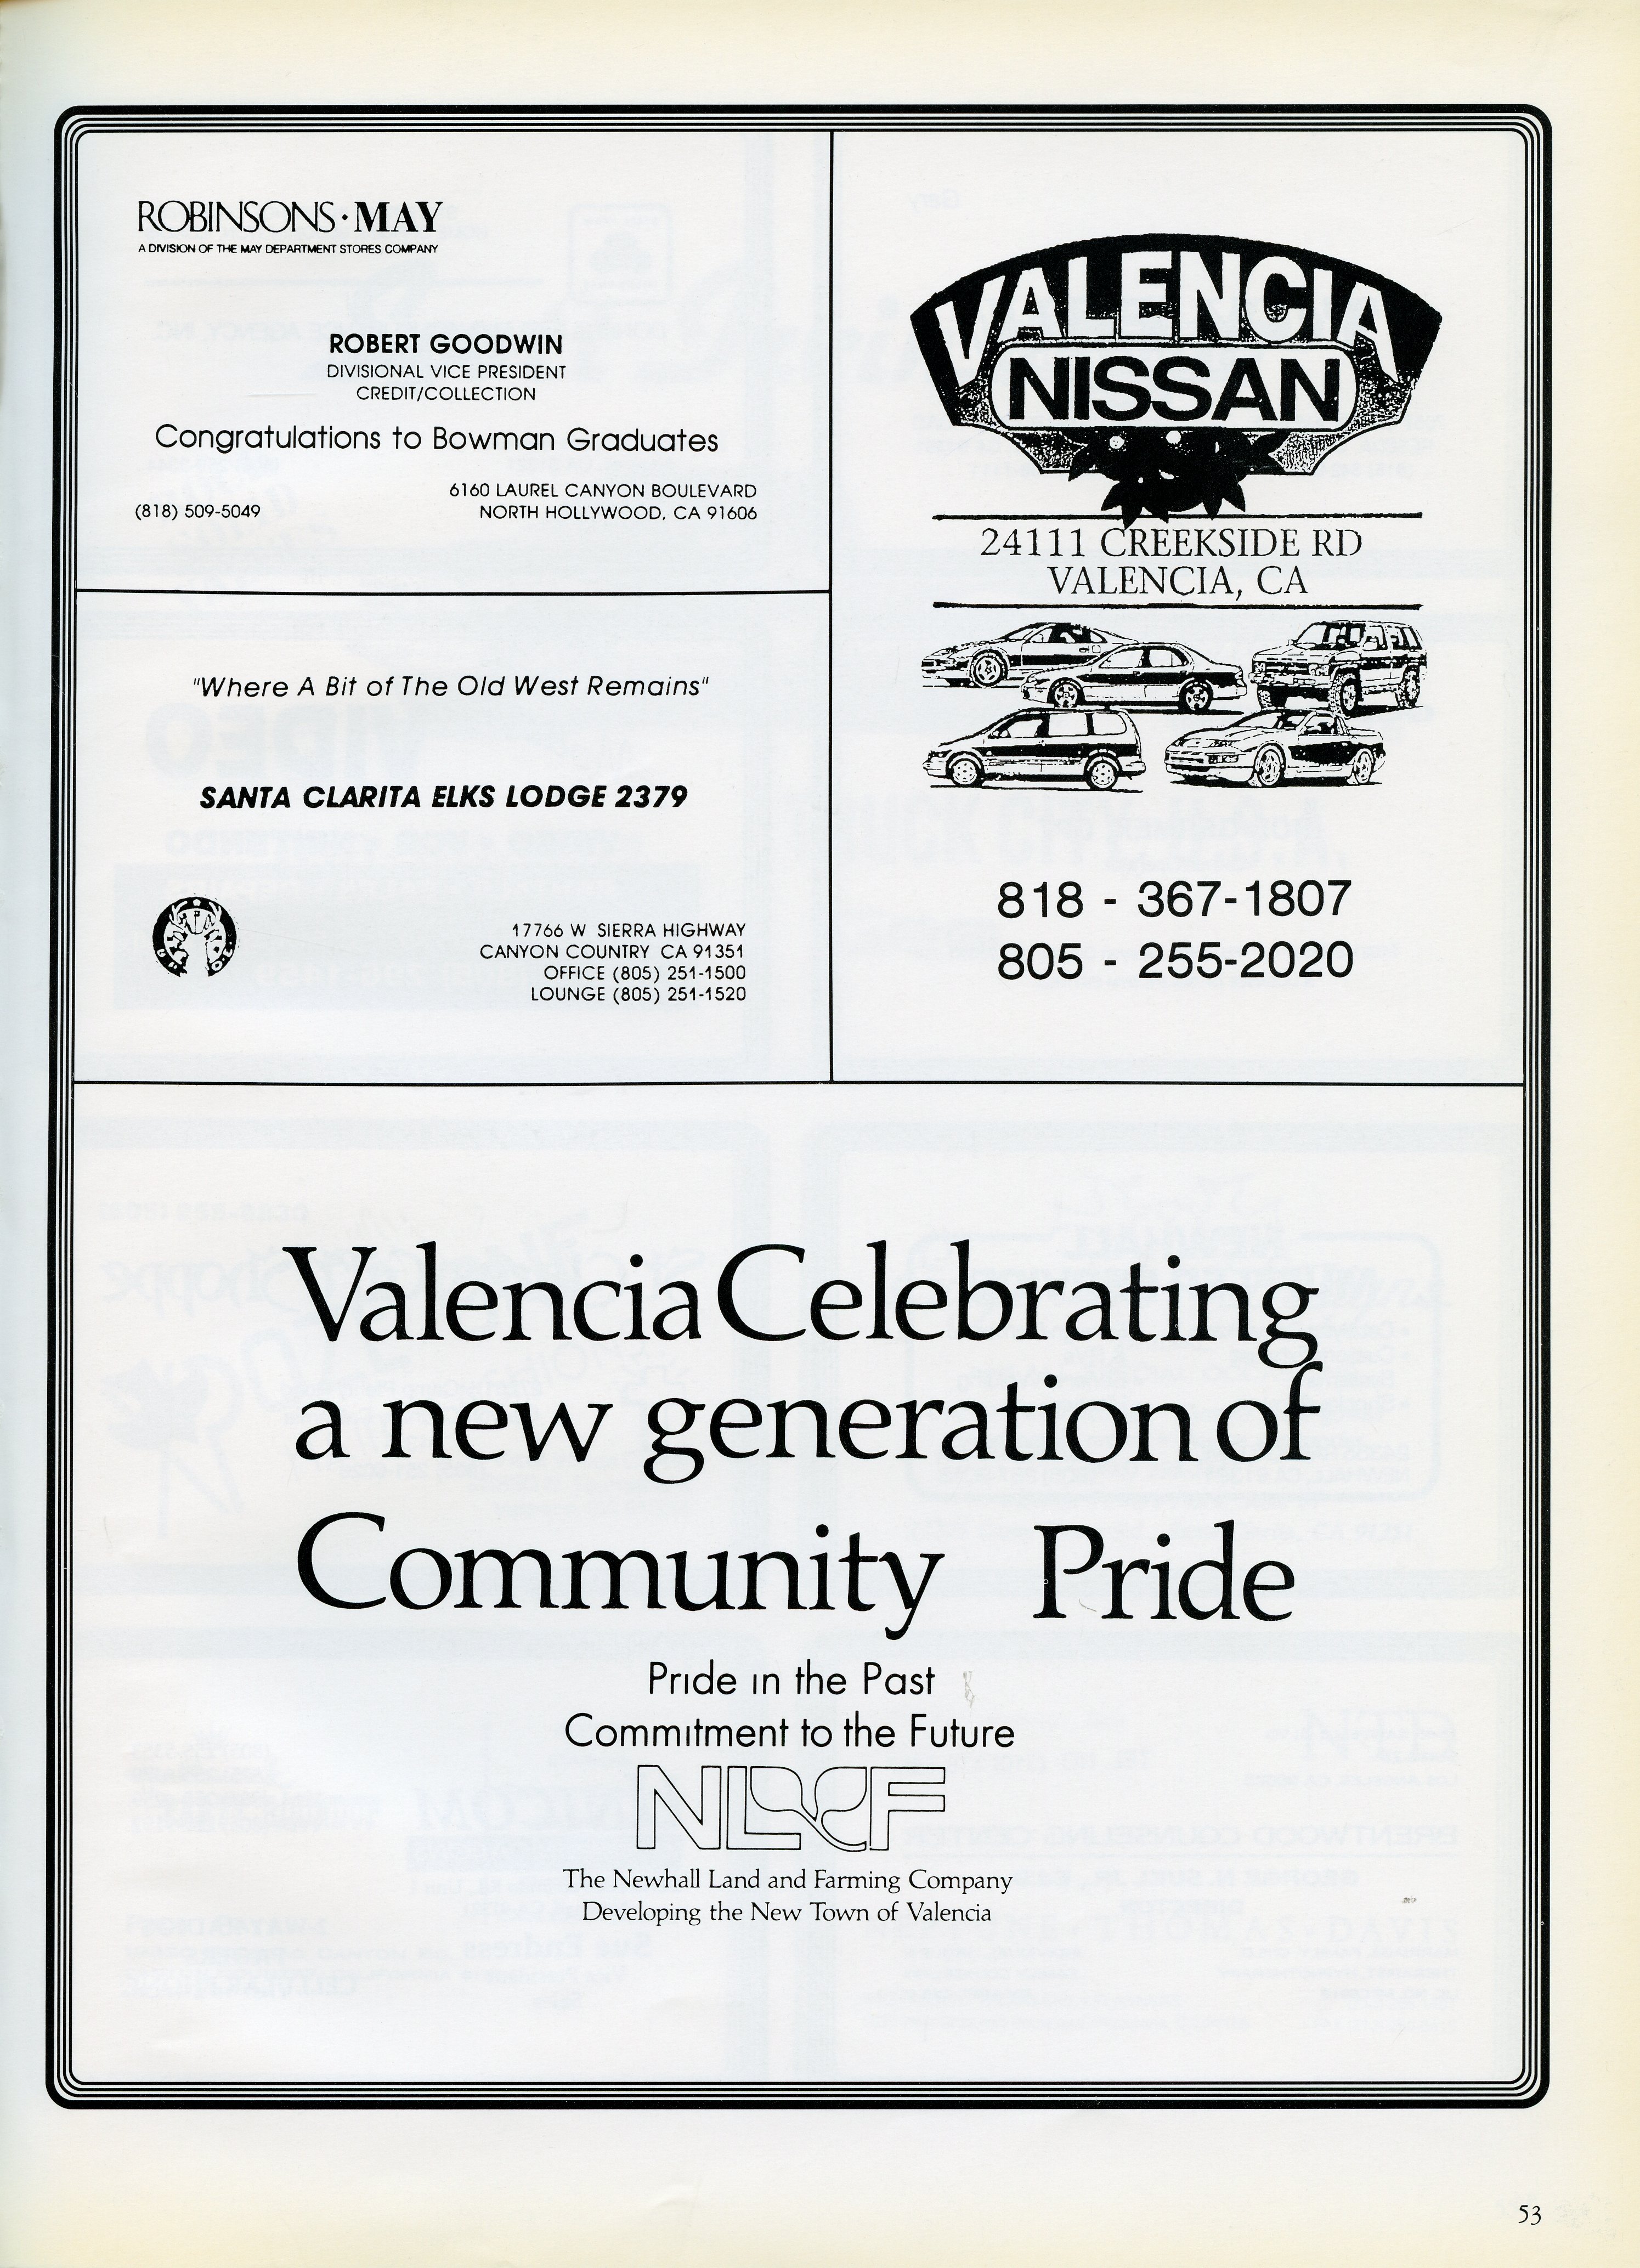 ROBINSONS·MAY
A DIVISION OF THE MAY DEPARTMENT STORES COMPANY
ROBERT GOODWIN
DIVISIONAL VICE PRESIDENT
CREDIT/COLLECTION
Congratulations to Bowman Graduates
6160 LAUREL CANYON BOULEVARD
(818) 509-5049 NORTH HOLLYWOOD, CA 91606
"Where A Bit of The Old West Remains"
SANTA CLARITA ELKS LODGE 2379
17766 W SIERRA HIGHWAY
CANYON COUNTRY CA 91351
OFFICE (805) 251-1500
LOUNGE (805) 251-1520
VALENCIA
NISSAN
24111 CREEKSIDE RD
VALENCIA, CA
818 - 367-1807
805 - 255-2020
Valencia Celebrating
a new generation of
Community Pride
Pride in the Past
Commitment to the Future
NLF
The Newhall Land and Farming Company
Developing the New Town of Valencia
53